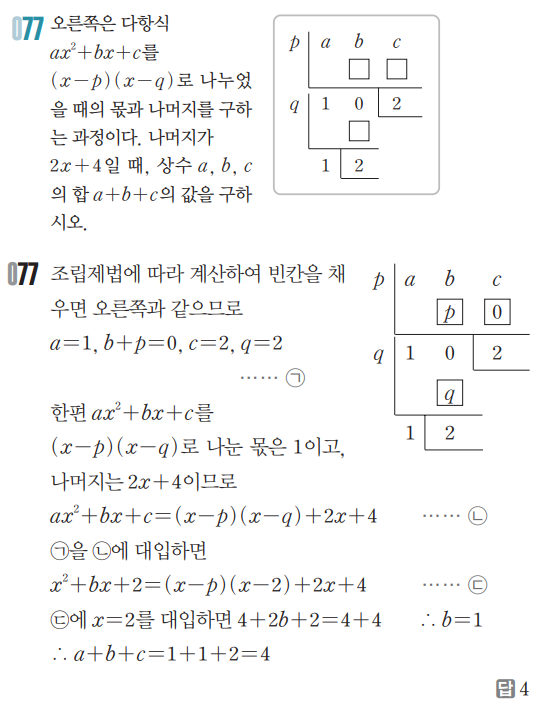 077 오른쪽은 다항식
ax²+bx+c를
(x-p)(x-q)로 나누었
을 때의 몫과 나머지를 구하
는 과정이다. 나머지가
2x+4일 때, 상수 a, b, c
의 합 a+b+c의 값을 구하
시오.
p a b c
□ □
q 1 0 2
□
1 2
077 조립제법에 따라 계산하여 빈칸을 채
우면 오른쪽과 같으므로
a=1, b+p=0, c=2, q=2
…… ㉠
p a b c
p 0
q 1 0 2
q
1 2
한편 ax²+bx+c를
(x-p)(x-q)로 나눈 몫은 1이고,
나머지는 2x+4이므로
ax²+bx+c=(x-p)(x-q)+2x+4 …… ㉡
㉠을 ㉡에 대입하면
x²+bx+2=(x-p)(x-2)+2x+4 …… ㉢
㉢에 x=2를 대입하면 4+2b+2=4+4 ∴ b=1
∴ a+b+c=1+1+2=4
답 4